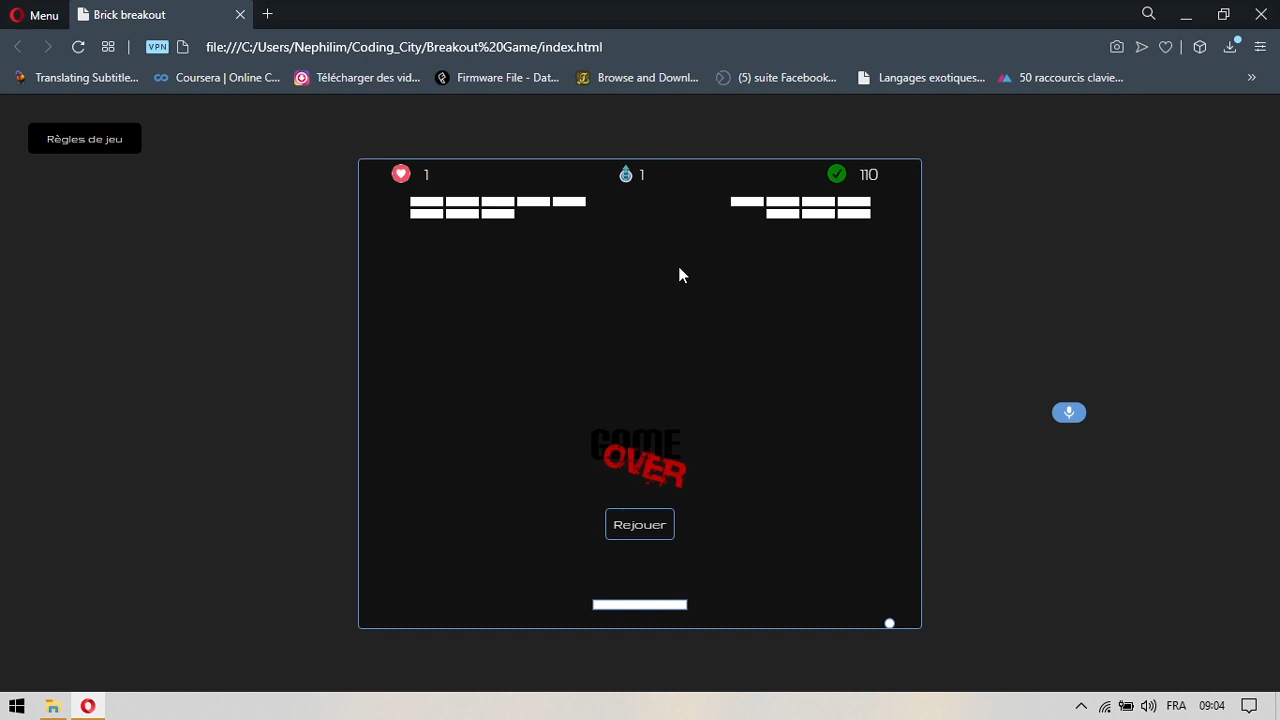 Menu
Brick breakout
VPN
file:///C:/Users/Nephilim/Coding_City/Breakout%20Game/index.html
Translating Subtitle...
Coursera | Online C...
Télécharger des vid...
Firmware File - Dat...
Browse and Downl...
(5) suite Facebook...
Langages exotiques...
50 raccourcis clavie...
»
Règles de jeu
1
1
110
GAME
OVER
Rejouer
FRA
09:04